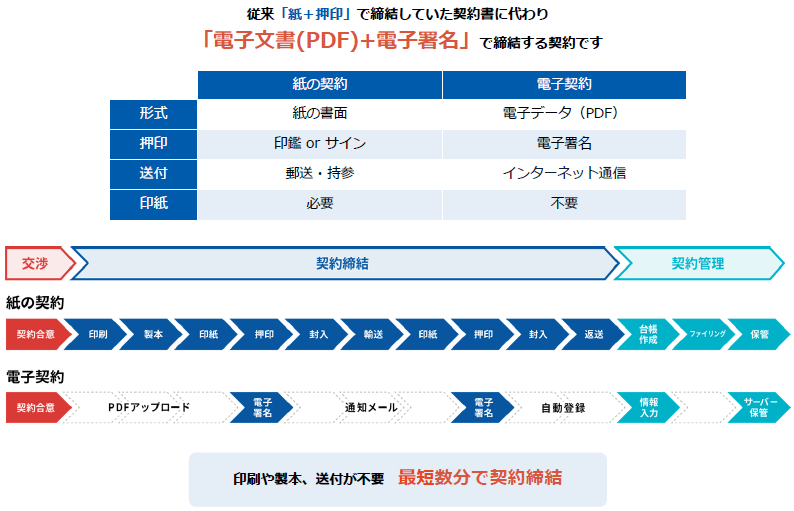 従来「紙＋押印」で締結していた契約書に代わり
「電子文書(PDF)+電子署名」で締結する契約です
紙の契約 電子契約
形式 紙の書面 電子データ（PDF）
押印 印鑑 or サイン 電子署名
送付 郵送・持参 インターネット通信
印紙 必要 不要
交渉 契約締結 契約管理
紙の契約
契約合意 印刷 製本 印紙 押印 封入 輸送 印紙 押印 封入 返送 台帳作成 ファイリング 保管
電子契約
契約合意 PDFアップロード 電子署名 通知メール 電子署名 自動登録 情報入力 サーバー保管
印刷や製本、送付が不要 最短数分で契約締結